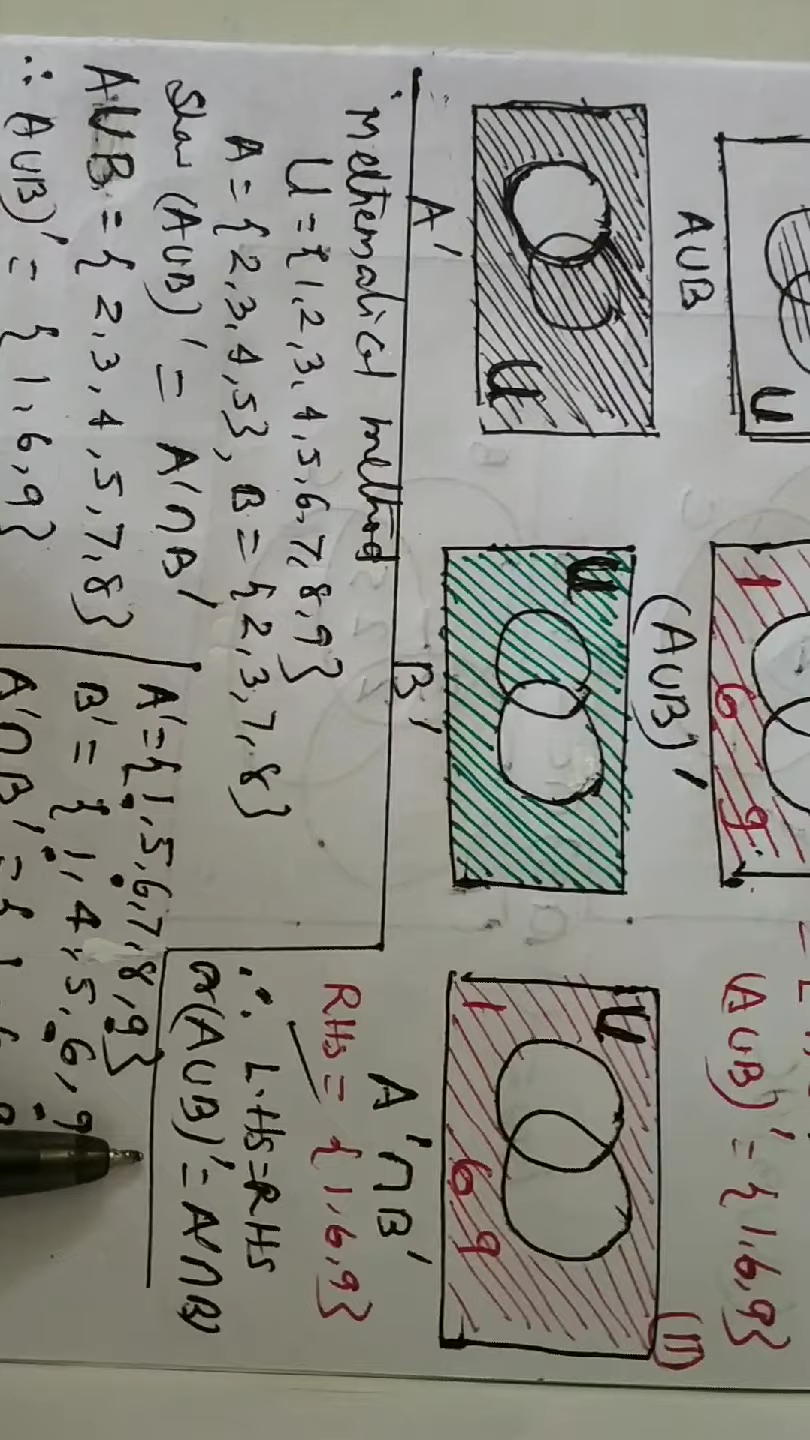 U
AUB
1 6 9
(AUB)'
(AUB)' = {1,6,9}
U
A'
U
B'
U
1 6 9
(II)
A'∩B'
RHS = {1,6,9}
∴ L.HS=RHS
or (AUB)' = A'∩B'
Mathematical method
U = {1,2,3,4,5,6,7,8,9}
A = {2,3,4,5}, B = {2,3,7,8}
Show (AUB)' = A'∩B'
AUB = {2,3,4,5,7,8}
∴ AUB)' = {1,6,9}
A'={1,5,6,7,8,9}
B' = {1,4,5,6,9
A'∩B' = {